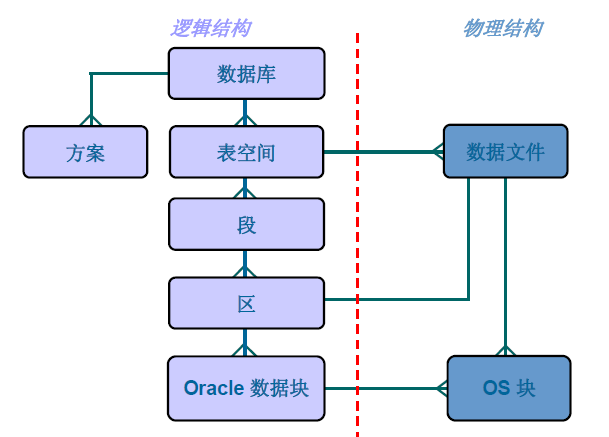 逻辑结构
物理结构
数据库
方案
表空间
数据文件
段
区
Oracle 数据块
OS 块